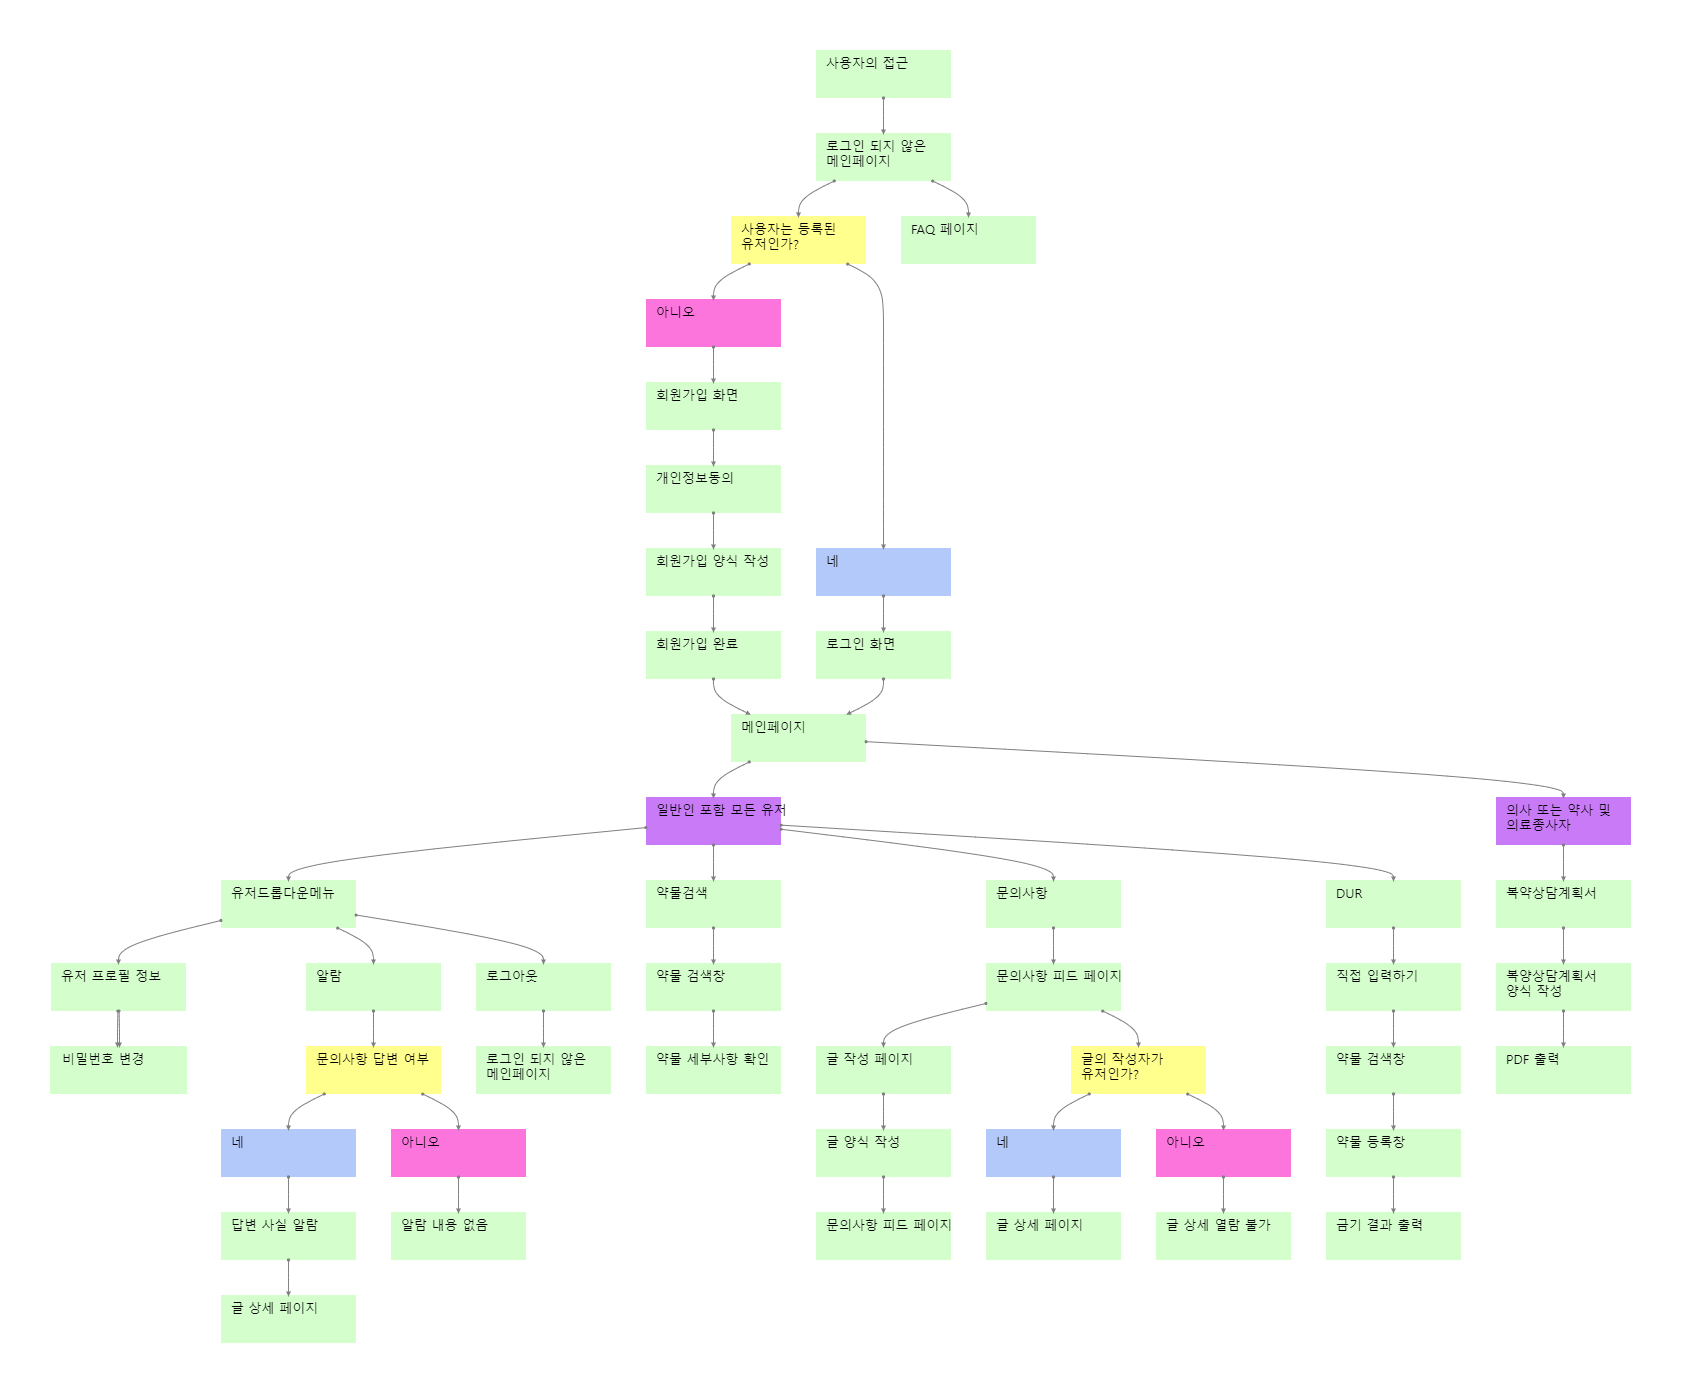 사용자의 접근
로그인 되지 않은
메인페이지
사용자는 등록된
유저인가?
FAQ 페이지
아니오
회원가입 화면
개인정보동의
회원가입 양식 작성
네
회원가입 완료
로그인 화면
메인페이지
일반인 포함 모든 유저
의사 또는 약사 및
의료종사자
유저드롭다운메뉴
약물검색
문의사항
DUR
복약상담계획서
유저 프로필 정보
알람
로그아웃
약물 검색창
문의사항 피드 페이지
직접 입력하기
복양상담계획서
양식 작성
비밀번호 변경
문의사항 답변 여부
로그인 되지 않은
메인페이지
약물 세부사항 확인
글 작성 페이지
글의 작성자가
유저인가?
약물 검색창
PDF 출력
네
아니오
글 양식 작성
네
아니오
약물 등록창
답변 사실 알람
알람 내용 없음
문의사항 피드 페이지
글 상세 페이지
글 상세 열람 불가
금기 결과 출력
글 상세 페이지